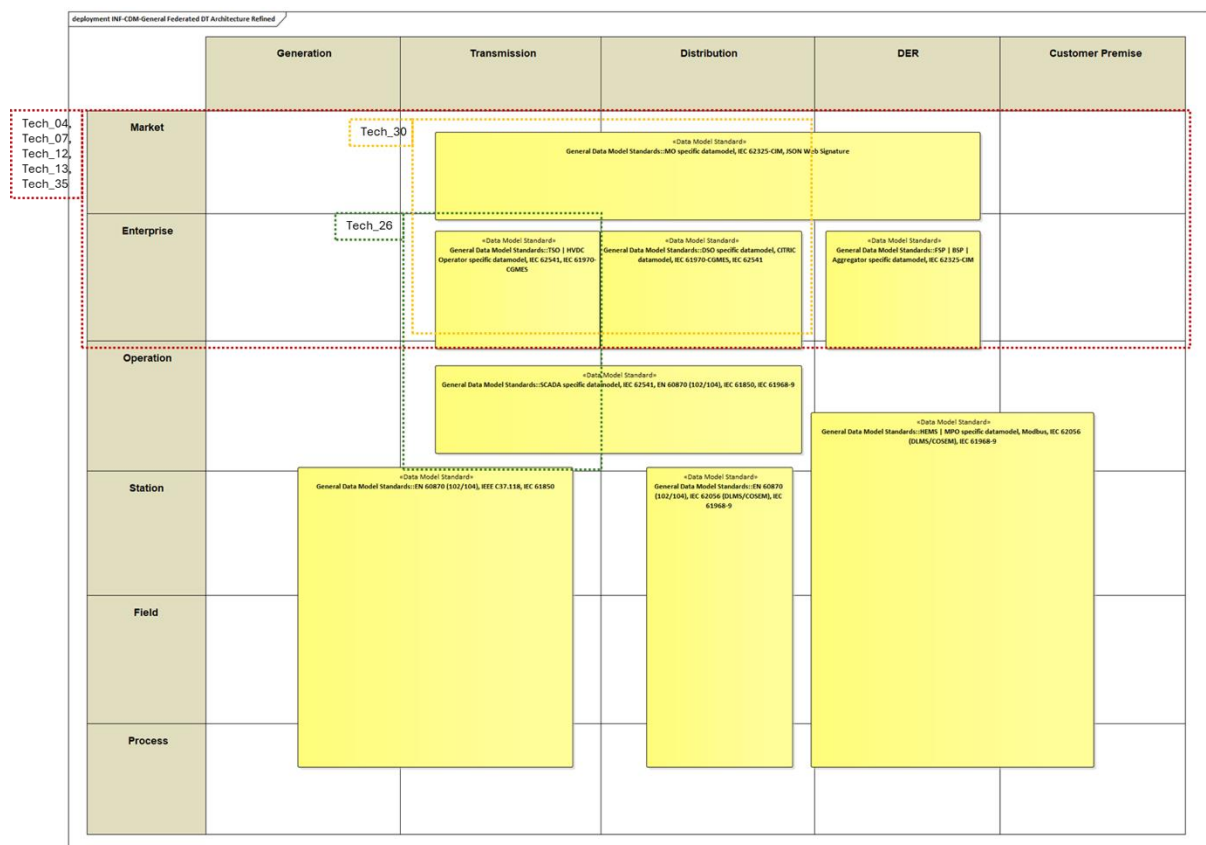 deployment INF-CDM-General Federated DT Architecture Refined
Generation
Transmission
Distribution
DER
Customer Premise
Tech_04,
Tech_07,
Tech_12,
Tech_13,
Tech_35
Market
Tech_30
«Data Model Standard»
General Data Model Standards::MO specific datamodel, IEC 62325-CIM, JSON Web Signature
Enterprise
Tech_26
«Data Model Standard»
General Data Model Standards::TSO | HVDC
Operator specific datamodel, IEC 62541, IEC 61970-
CGMES
«Data Model Standard»
General Data Model Standards::DSO specific datamodel, CITRIC
datamodel, IEC 61970-CGMES, IEC 62541
«Data Model Standard»
General Data Model Standards::FSP | BSP |
Aggregator specific datamodel, IEC 62325-CIM
Operation
«Data Model Standard»
General Data Model Standards::SCADA specific datamodel, IEC 62541, EN 60870 (102/104), IEC 61850, IEC 61968-9
«Data Model Standard»
General Data Model Standards::HEMS | MPO specific datamodel, Modbus, IEC 62056
(DLMS/COSEM), IEC 61968-9
Station
«Data Model Standard»
General Data Model Standards::EN 60870 (102/104), IEEE C37.118, IEC 61850
«Data Model Standard»
General Data Model Standards::EN 60870
(102/104), IEC 62056 (DLMS/COSEM), IEC
61968-9
Field
Process